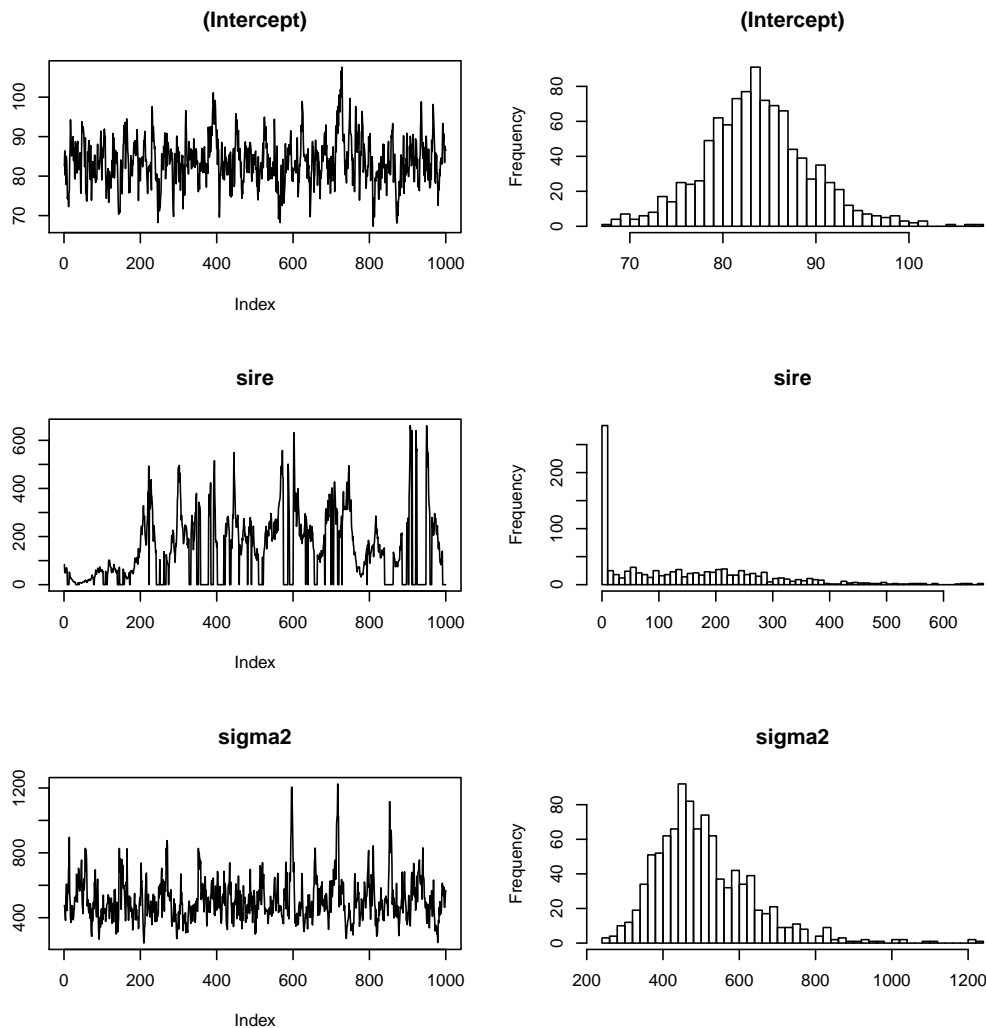 (Intercept)
70 80 90 100
0 200 400 600 800 1000
Index
(Intercept)
Frequency
0 20 40 60 80
70 80 90 100
sire
0 200 400 600
0 200 400 600 800 1000
Index
sire
Frequency
0 100 200
0 100 200 300 400 500 600
sigma2
400 800 1200
0 200 400 600 800 1000
Index
sigma2
Frequency
0 20 40 60 80
200 400 600 800 1000 1200